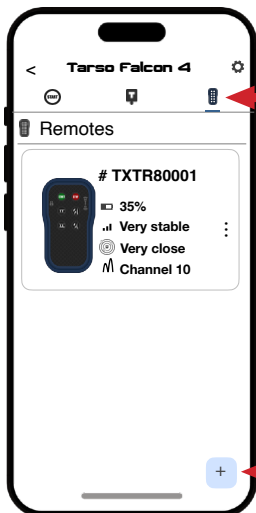 < Tarso Falcon 4
START T
Remotes
# TXTR80001
35%
Very stable
Very close
Channel 10
+